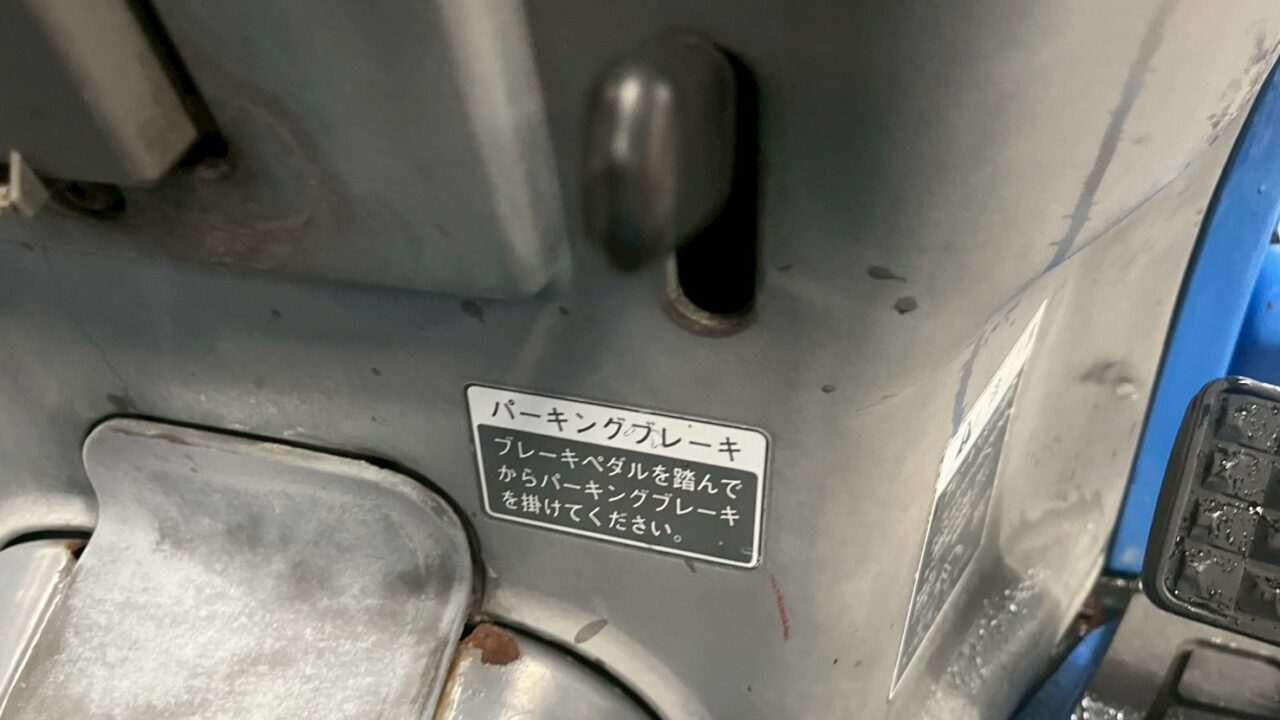 パーキングブレーキ
ブレーキペダルを踏んで
からパーキングブレーキ
を掛けてください。